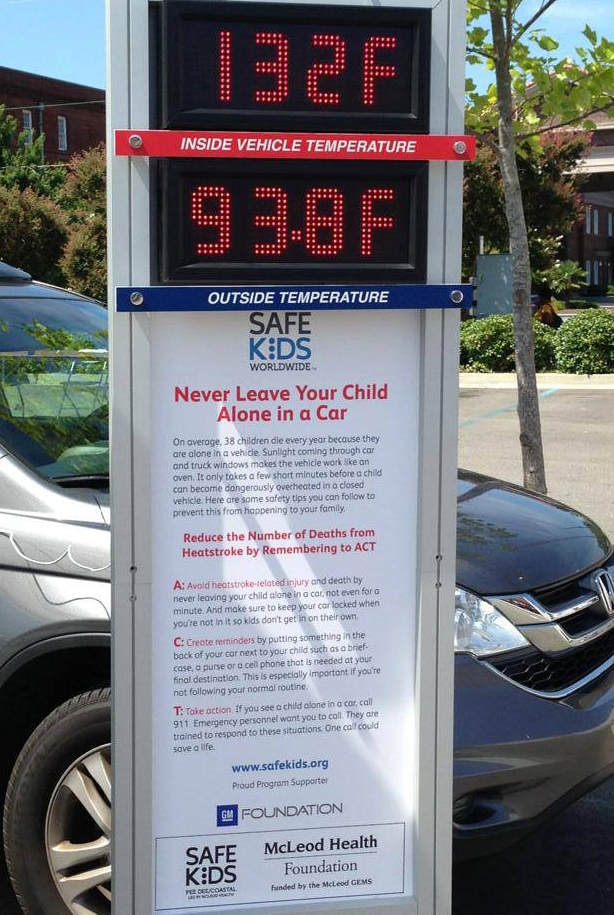 132F
INSIDE VEHICLE TEMPERATURE
93.8F
OUTSIDE TEMPERATURE
SAFE
KIDS
WORLDWIDE™
Never Leave Your Child
Alone in a Car
On average, 38 children die every year because they
are alone in a vehicle. Sunlight coming through car
and truck windows makes the vehicle work like an
oven. It only takes a few short minutes before a child
can become dangerously overheated in a closed
vehicle. Here are some safety tips you can follow to
prevent this from happening to your family.
Reduce the Number of Deaths from
Heatstroke by Remembering to ACT
A: Avoid heatstroke-related injury and death by
never leaving your child alone in a car, not even for a
minute. And make sure to keep your car locked when
you're not in it so kids don't get in on their own.
C: Create reminders by putting something in the
back of your car next to your child such as a brief-
case, a purse or a cell phone that is needed at your
final destination. This is especially important if you're
not following your normal routine.
T: Take action. If you see a child alone in a car, call
911. Emergency personnel want you to call. They are
trained to respond to these situations. One call could
save a life.
www.safekids.org
Proud Program Supporter
GM FOUNDATION
SAFE
KIDS
PEE DEE/COASTAL
LED BY MCLEOD HEALTH
McLeod Health
Foundation
funded by the McLeod GEMS